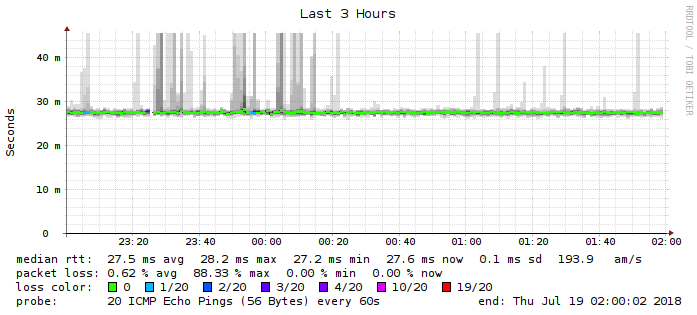 Last 3 Hours
RRDTOOL / TOBI OETIKER
Seconds
40 m
30 m
20 m
10 m
0
23:20 23:40 00:00 00:20 00:40 01:00 01:20 01:40 02:00
median rtt: 27.5 ms avg 28.2 ms max 27.2 ms min 27.6 ms now 0.1 ms sd 193.9 am/s
packet loss: 0.62 % avg 88.33 % max 0.00 % min 0.00 % now
loss color: 0 1/20 2/20 3/20 4/20 10/20 19/20
probe: 20 ICMP Echo Pings (56 Bytes) every 60s end: Thu Jul 19 02:00:02 2018